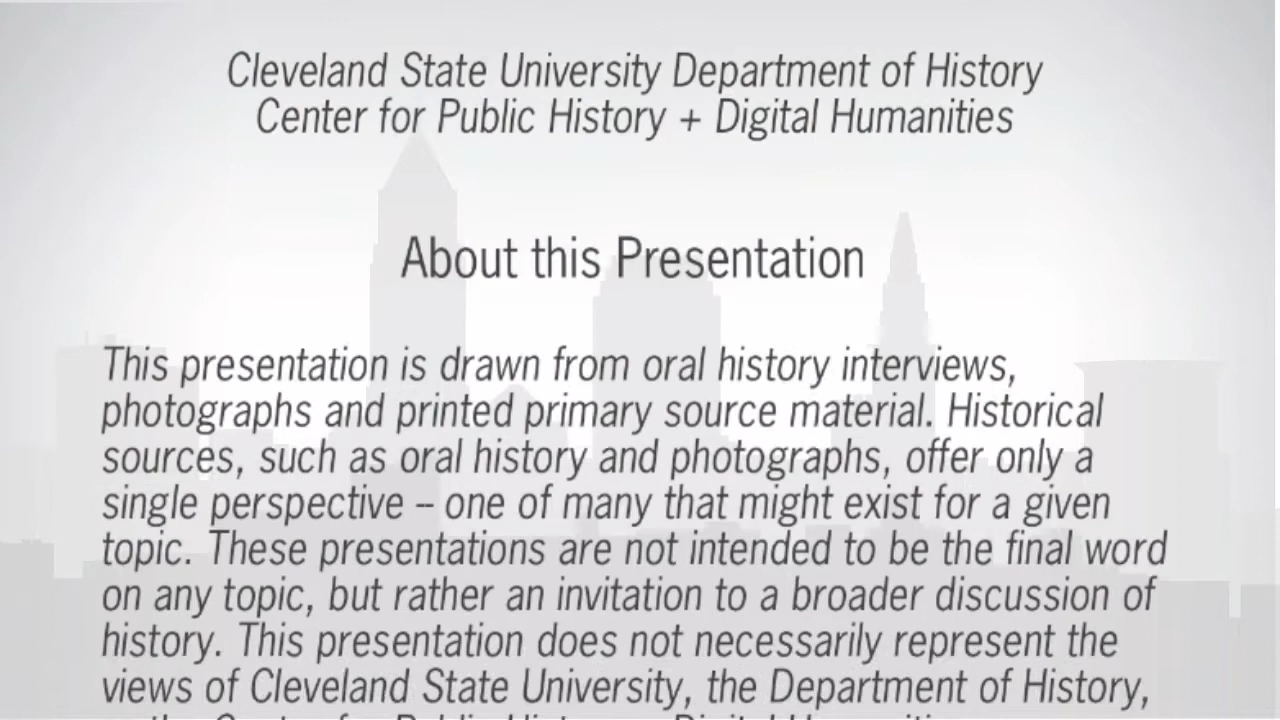 Cleveland State University Department of History
Center for Public History + Digital Humanities
About this Presentation
This presentation is drawn from oral history interviews,
photographs and printed primary source material. Historical
sources, such as oral history and photographs, offer only a
single perspective – one of many that might exist for a given
topic. These presentations are not intended to be the final word
on any topic, but rather an invitation to a broader discussion of
history. This presentation does not necessarily represent the
views of Cleveland State University, the Department of History,